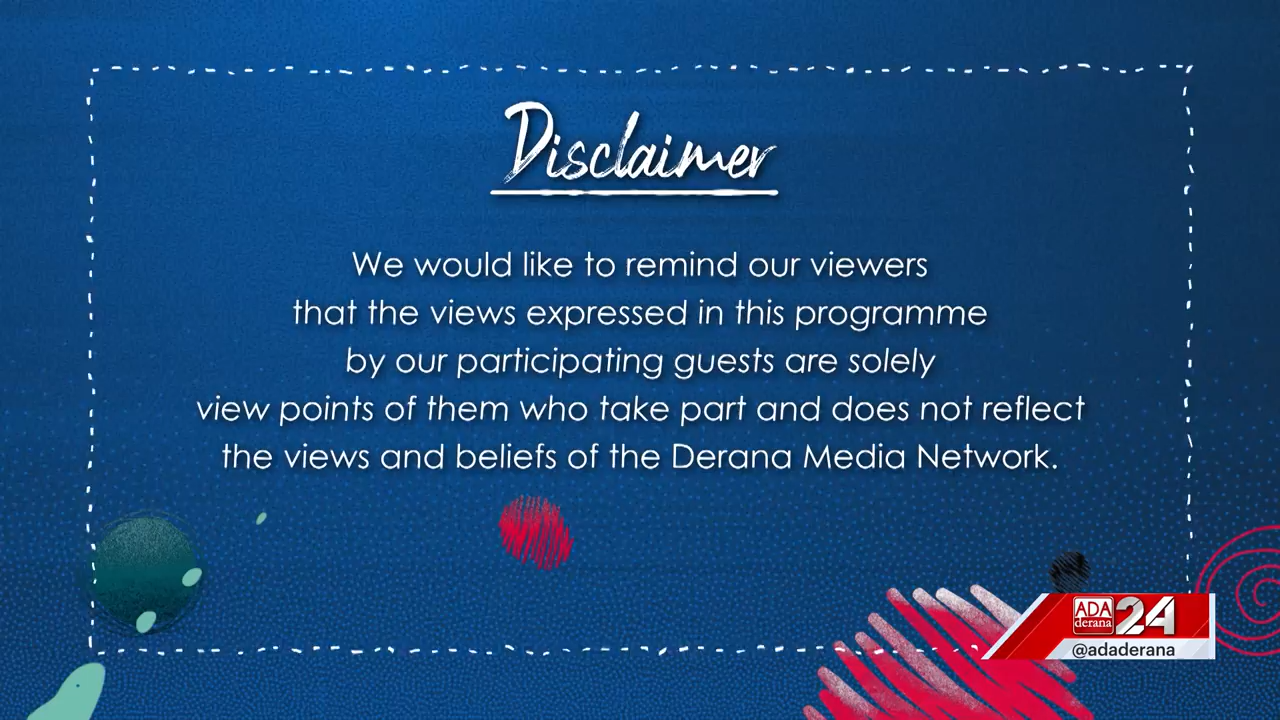 Disclaimer
We would like to remind our viewers
that the views expressed in this programme
by our participating guests are solely
view points of them who take part and does not reflect
the views and beliefs of the Derana Media Network.
ADA
derana
24
@adaderana